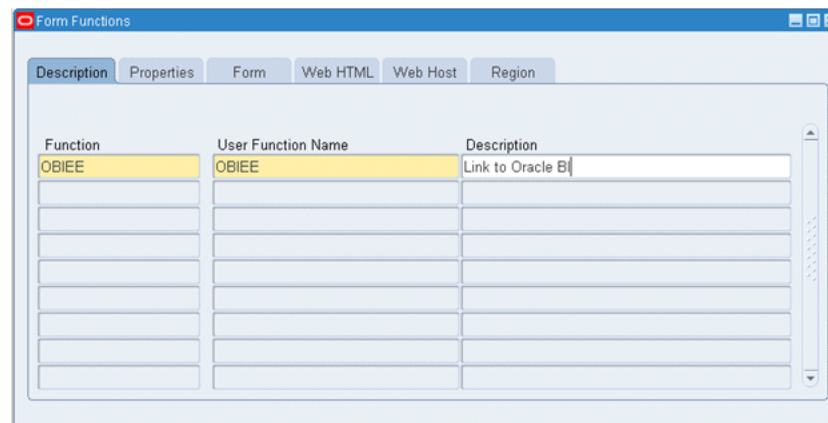 Form Functions
Description Properties Form Web HTML Web Host Region
Function User Function Name Description
OBIEE OBIEE Link to Oracle BI